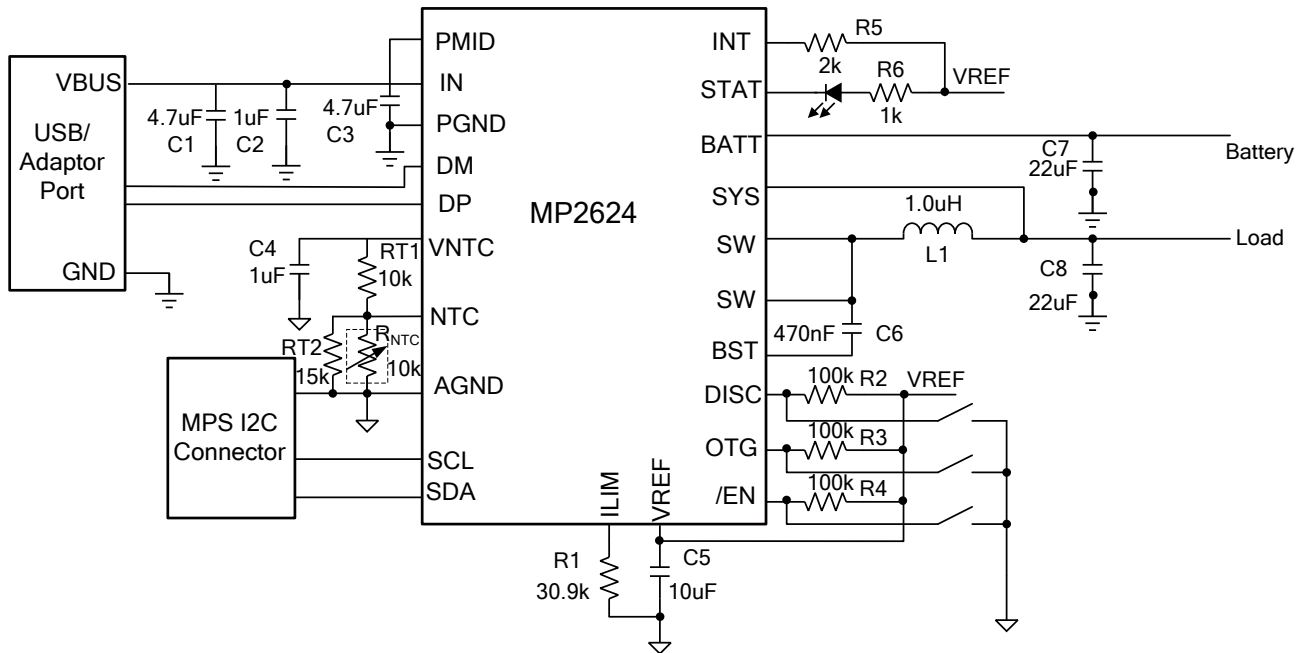 PMID
INT
R5
2k
VBUS
IN
STAT
R6
1k
VREF
4.7uF
C1
1uF
C2
4.7uF
C3
PGND
USB/
Adaptor
Port
BATT
C7
22uF
Battery
DM
DP
SYS
MP2624
1.0uH
L1
VNTC
SW
Load
C4
1uF
RT1
10k
C8
22uF
GND
NTC
SW
470nF
C6
RT2
15k
RNTC
10k
BST
AGND
DISC
100k
R2
VREF
MPS I2C
Connector
OTG
100k
R3
SCL
SDA
/EN
100k
R4
ILIM
VREF
R1
30.9k
C5
10uF